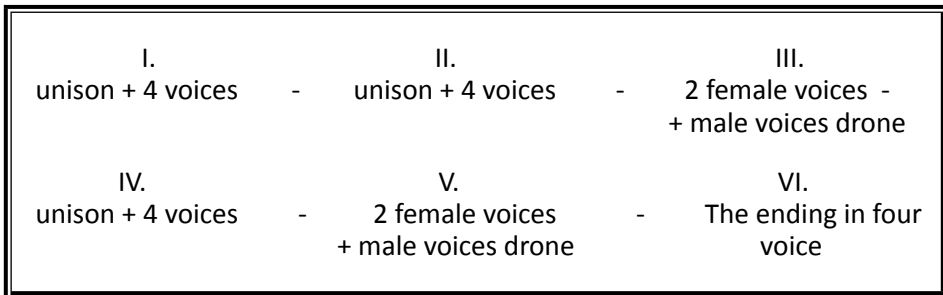 I. II. III.
unison + 4 voices - unison + 4 voices - 2 female voices -
+ male voices drone
IV. V. VI.
unison + 4 voices - 2 female voices - The ending in four
+ male voices drone voice